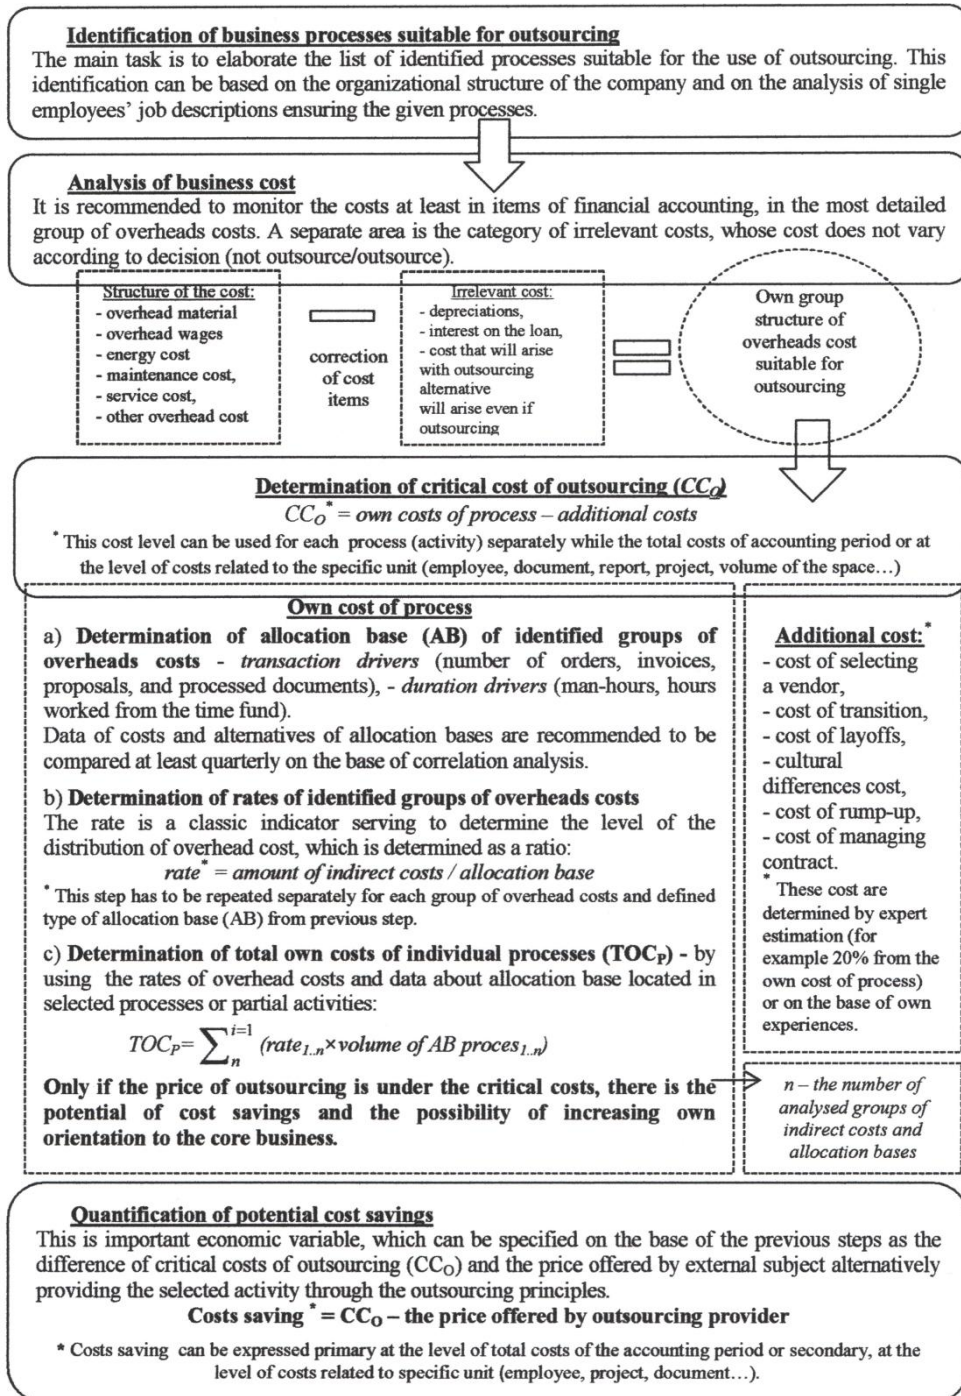 Identification of business processes suitable for outsourcing
The main task is to elaborate the list of identified processes suitable for the use of outsourcing. This
identification can be based on the organizational structure of the company and on the analysis of single
employees' job descriptions ensuring the given processes.
Analysis of business cost
It is recommended to monitor the costs at least in items of financial accounting, in the most detailed
group of overheads costs. A separate area is the category of irrelevant costs, whose cost does not vary
according to decision (not outsource/outsource).
Structure of the cost:
- overhead material
- overhead wages
- energy cost
- maintenance cost,
- service cost,
- other overhead cost
correction
of cost
items
Irrelevant cost:
- depreciations,
- interest on the loan,
- cost that will arise
with outsourcing
alternative
will arise even if
outsourcing
Own group
structure of
overheads cost
suitable for
outsourcing
Determination of critical cost of outsourcing (CCO)
CCO* = own costs of process – additional costs
* This cost level can be used for each process (activity) separately while the total costs of accounting period or at
the level of costs related to the specific unit (employee, document, report, project, volume of the space…)
Own cost of process
a) Determination of allocation base (AB) of identified groups of
overheads costs - transaction drivers (number of orders, invoices,
proposals, and processed documents), - duration drivers (man-hours, hours
worked from the time fund).
Data of costs and alternatives of allocation bases are recommended to be
compared at least quarterly on the base of correlation analysis.
b) Determination of rates of identified groups of overheads costs
The rate is a classic indicator serving to determine the level of the
distribution of overhead cost, which is determined as a ratio:
rate* = amount of indirect costs / allocation base
* This step has to be repeated separately for each group of overhead costs and defined
type of allocation base (AB) from previous step.
c) Determination of total own costs of individual processes (TOCP) - by
using the rates of overhead costs and data about allocation base located in
selected processes or partial activities:
TOCP= ∑ i=1 n (rate1..n×volume of AB proces1..n)
Only if the price of outsourcing is under the critical costs, there is the
potential of cost savings and the possibility of increasing own
orientation to the core business.
Additional cost:*
- cost of selecting
a vendor,
- cost of transition,
- cost of layoffs,
- cultural
differences cost,
- cost of rump-up,
- cost of managing
contract.
* These cost are
determined by expert
estimation (for
example 20% from the
own cost of process)
or on the base of own
experiences.
n – the number of
analysed groups of
indirect costs and
allocation bases
Quantification of potential cost savings
This is important economic variable, which can be specified on the base of the previous steps as the
difference of critical costs of outsourcing (CCO) and the price offered by external subject alternatively
providing the selected activity through the outsourcing principles.
Costs saving * = CCO – the price offered by outsourcing provider
* Costs saving can be expressed primary at the level of total costs of the accounting period or secondary, at the
level of costs related to specific unit (employee, project, document…).